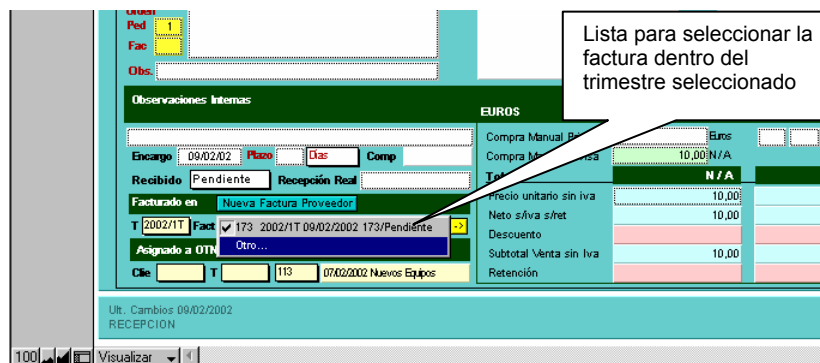 Orden
Ped 1
Fac
Obs.
Lista para seleccionar la
factura dentro del
trimestre seleccionado
Observaciones Internas
EUROS
Compra Manual
Euros
Encargo 09/02/02 Plazo Dias Comp
Compra
10,00 N/A
Recibido Pendiente Recepción Real
N/A
Facturado en Nueva Factura Proveedor
Precio unitario sin iva 10,00
T 2002/1T Fact 173 2002/1T 09/02/2002 173/Pendiente ->
Neto s/iva s/ret 10,00
Otro...
Descuento
Asignado a OTN
Subtotal Venta sin Iva 10,00
Clie T 113 07/02/2002 Nuevos Equipos
Retención
Ult. Cambios 09/02/2002
RECEPCION
100 Visualizar